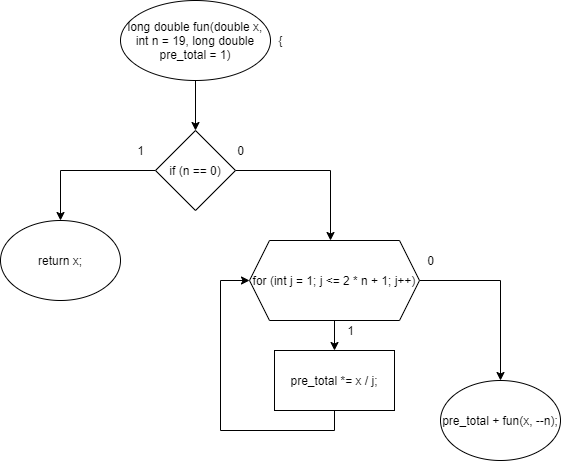 long double fun(double x,
int n = 19, long double
pre_total = 1)
{
1
0
if (n == 0)
return x;
for (int j = 1; j <= 2 * n + 1; j++)
0
1
pre_total *= x / j;
pre_total + fun(x, --n);